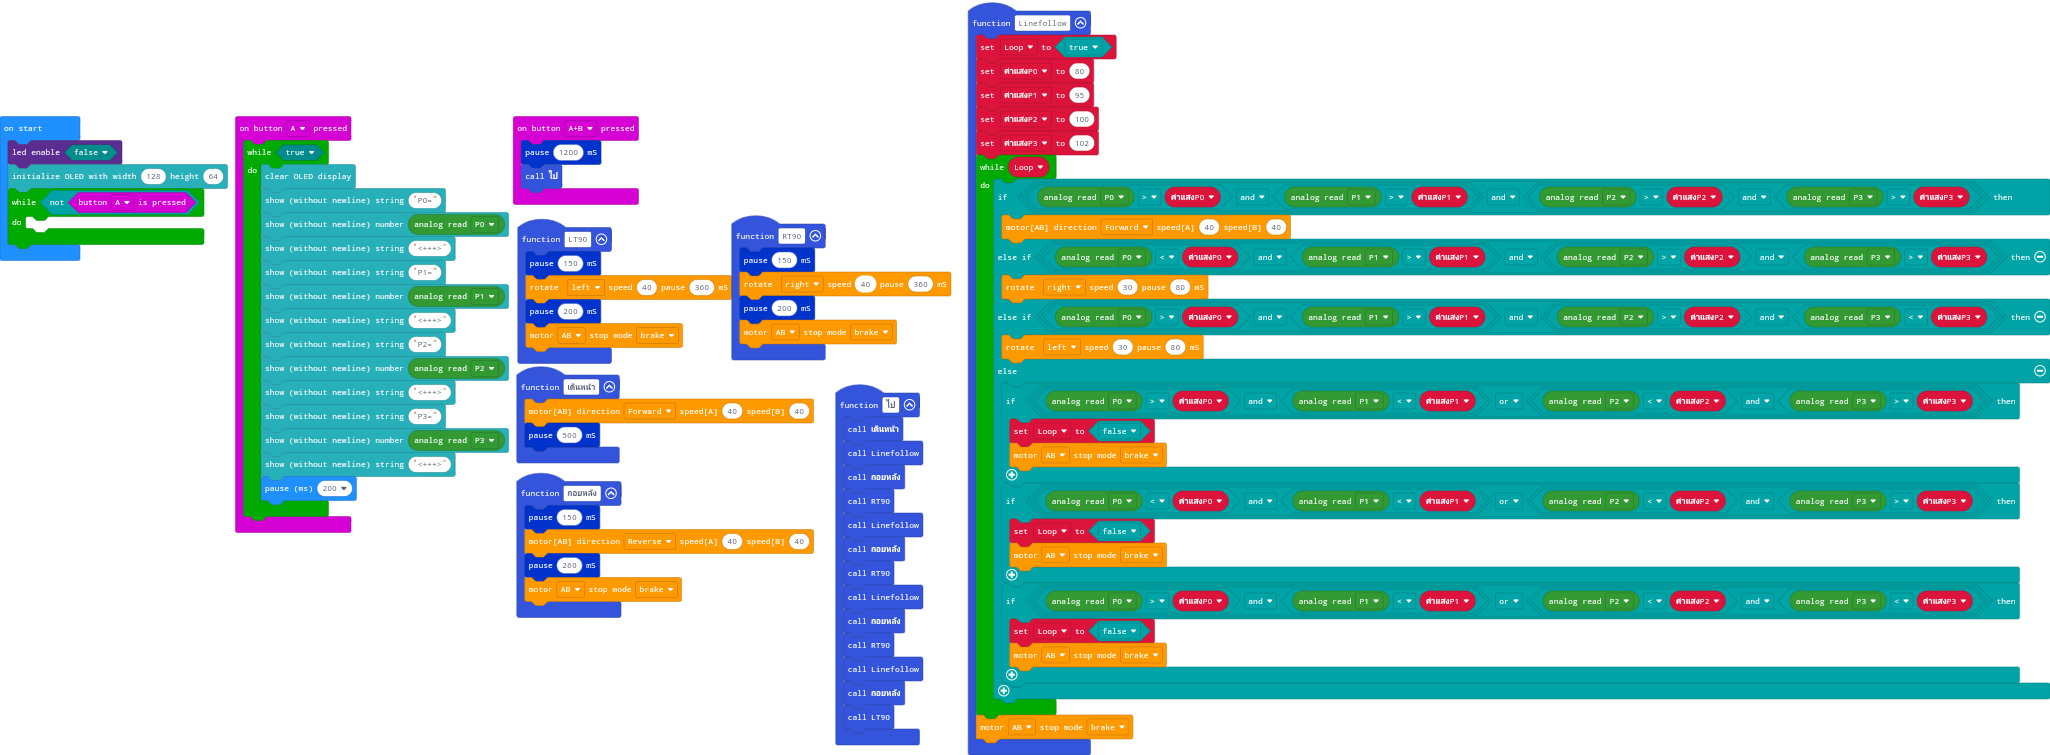 on start
led enable false
initialize OLED with width 128 height 64
while not button A is pressed
do
on button A pressed
while true
do
clear OLED display
show (without newline) string "P0="
show (without newline) number analog read P0
show (without newline) string "<+++>"
show (without newline) string "P1="
show (without newline) number analog read P1
show (without newline) string "<+++>"
show (without newline) string "P2="
show (without newline) number analog read P2
show (without newline) string "<+++>"
show (without newline) string "P3="
show (without newline) number analog read P3
show (without newline) string "<+++>"
pause (ms) 200
on button A+B pressed
pause 1200 mS
call ไป
function LT90
pause 150 mS
rotate left speed 40 pause 360 mS
pause 200 mS
motor AB stop mode brake
function RT90
pause 150 mS
rotate right speed 40 pause 360 mS
pause 200 mS
motor AB stop mode brake
function เดินหน้า
motor[AB] direction Forward speed[A] 40 speed[B] 40
pause 500 mS
function ถอยหลัง
pause 150 mS
motor[AB] direction Reverse speed[A] 40 speed[B] 40
pause 260 mS
motor AB stop mode brake
function ไป
call เดินหน้า
call Linefollow
call ถอยหลัง
call RT90
call Linefollow
call ถอยหลัง
call RT90
call Linefollow
call ถอยหลัง
call RT90
call Linefollow
call ถอยหลัง
call LT90
function Linefollow
set Loop to true
set ค่าแสงP0 to 80
set ค่าแสงP1 to 95
set ค่าแสงP2 to 100
set ค่าแสงP3 to 102
while Loop
do
if analog read P0 > ค่าแสงP0 and analog read P1 > ค่าแสงP1 and analog read P2 > ค่าแสงP2 and analog read P3 > ค่าแสงP3 then
motor[AB] direction Forward speed[A] 40 speed[B] 40
else if analog read P0 < ค่าแสงP0 and analog read P1 > ค่าแสงP1 and analog read P2 > ค่าแสงP2 and analog read P3 > ค่าแสงP3 then
rotate right speed 30 pause 80 mS
else if analog read P0 > ค่าแสงP0 and analog read P1 > ค่าแสงP1 and analog read P2 > ค่าแสงP2 and analog read P3 < ค่าแสงP3 then
rotate left speed 30 pause 80 mS
else
if analog read P0 > ค่าแสงP0 and analog read P1 < ค่าแสงP1 or analog read P2 < ค่าแสงP2 and analog read P3 > ค่าแสงP3 then
set Loop to false
motor AB stop mode brake
if analog read P0 < ค่าแสงP0 and analog read P1 < ค่าแสงP1 or analog read P2 < ค่าแสงP2 and analog read P3 > ค่าแสงP3 then
set Loop to false
motor AB stop mode brake
if analog read P0 > ค่าแสงP0 and analog read P1 < ค่าแสงP1 or analog read P2 < ค่าแสงP2 and analog read P3 < ค่าแสงP3 then
set Loop to false
motor AB stop mode brake
motor AB stop mode brake